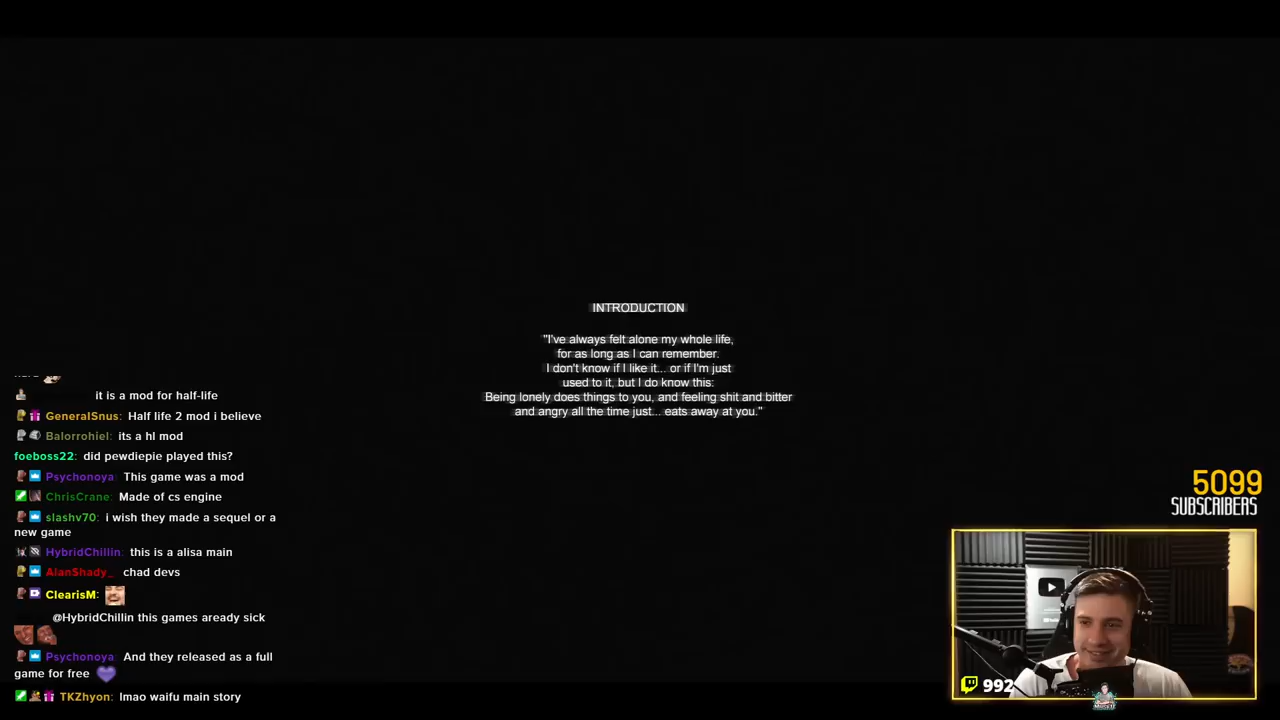 INTRODUCTION
"I've always felt alone my whole life,
for as long as I can remember.
I don't know if I like it... or if I'm just
used to it, but I do know this:
Being lonely does things to you, and feeling shit and bitter
and angry all the time just... eats away at you."
it is a mod for half-life
GeneralSnus: Half life 2 mod i believe
Balorrohiel: its a hl mod
foeboss22: did pewdiepie played this?
Psychonoya: This game was a mod
ChrisCrane: Made of cs engine
slashv70: i wish they made a sequel or a
new game
HybridChillin: this is a alisa main
AlanShady_ chad devs
ClearisM:
@HybridChillin this games aready sick
Psychonoya: And they released as a full
game for free
TKZhyon: lmao waifu main story
5099
SUBSCRIBERS
992